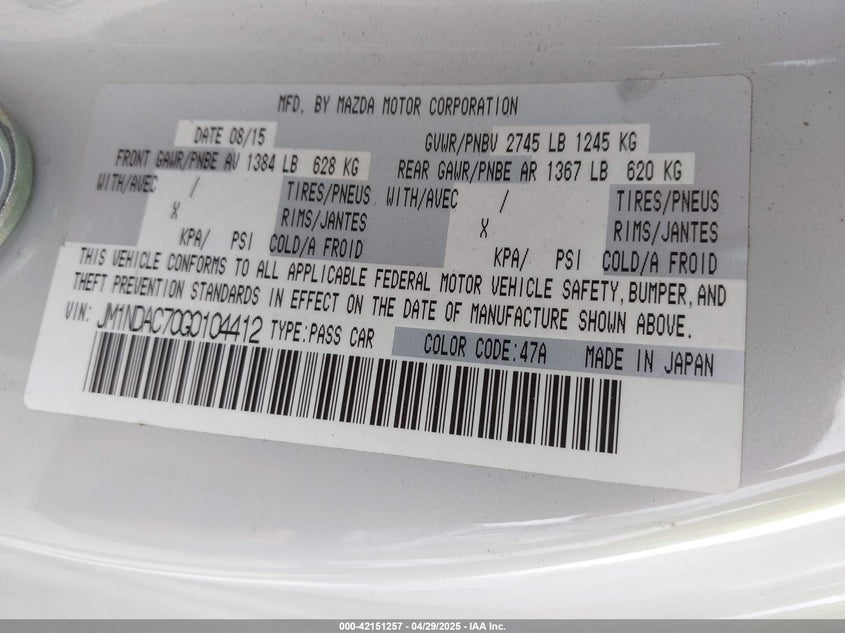 MFD. BY MAZDA MOTOR CORPORATION
DATE 08/15 GVWR/PNBV 2745 LB 1245 KG
FRONT GAWR/PNBE AV 1384 LB 628 KG REAR GAWR/PNBE AR 1367 LB 620 KG
WITH/AVEC / TIRES/PNEUS WITH/AVEC / TIRES/PNEUS
X RIMS/JANTES X RIMS/JANTES
KPA/ PSI COLD/A FROID KPA/ PSI COLD/A FROID
THIS VEHICLE CONFORMS TO ALL APPLICABLE FEDERAL MOTOR VEHICLE SAFETY, BUMPER, AND
THEFT PREVENTION STANDARDS IN EFFECT ON THE DATE OF MANUFACTURE SHOWN ABOVE.
VIN: JM1NDAC70G0104412 TYPE:PASS CAR COLOR CODE:47A MADE IN JAPAN
000-42151257 - 04/29/2025 - IAA Inc.